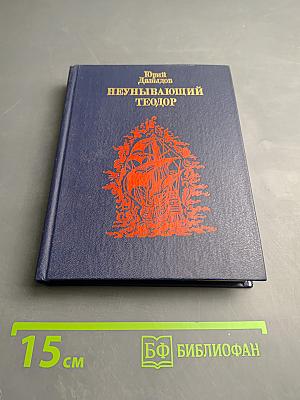 Юрий
Давыдов
НЕУНЫВАЮЩИЙ
ТЕОДОР
15 см
БФ БИБЛИОФАН